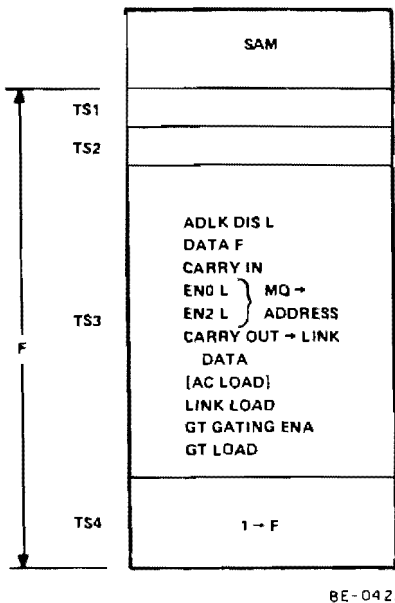 SAM
TS1
TS2
ADLK DIS L
DATA F
CARRY IN
EN0 L } MQ →
EN2 L } ADDRESS
CARRY OUT → LINK
DATA
[AC LOAD]
LINK LOAD
GT GATING ENA
GT LOAD
TS3
F
TS4
1 → F
BE-042